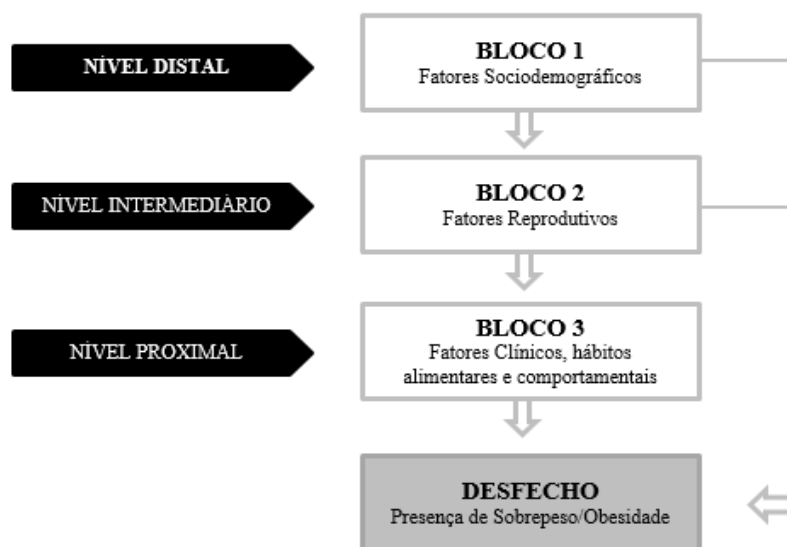 NÍVEL DISTAL
BLOCO 1
Fatores Sociodemográficos
NÍVEL INTERMEDIÁRIO
BLOCO 2
Fatores Reprodutivos
NÍVEL PROXIMAL
BLOCO 3
Fatores Clínicos, hábitos
alimentares e comportamentais
DESFECHO
Presença de Sobrepeso/Obesidade